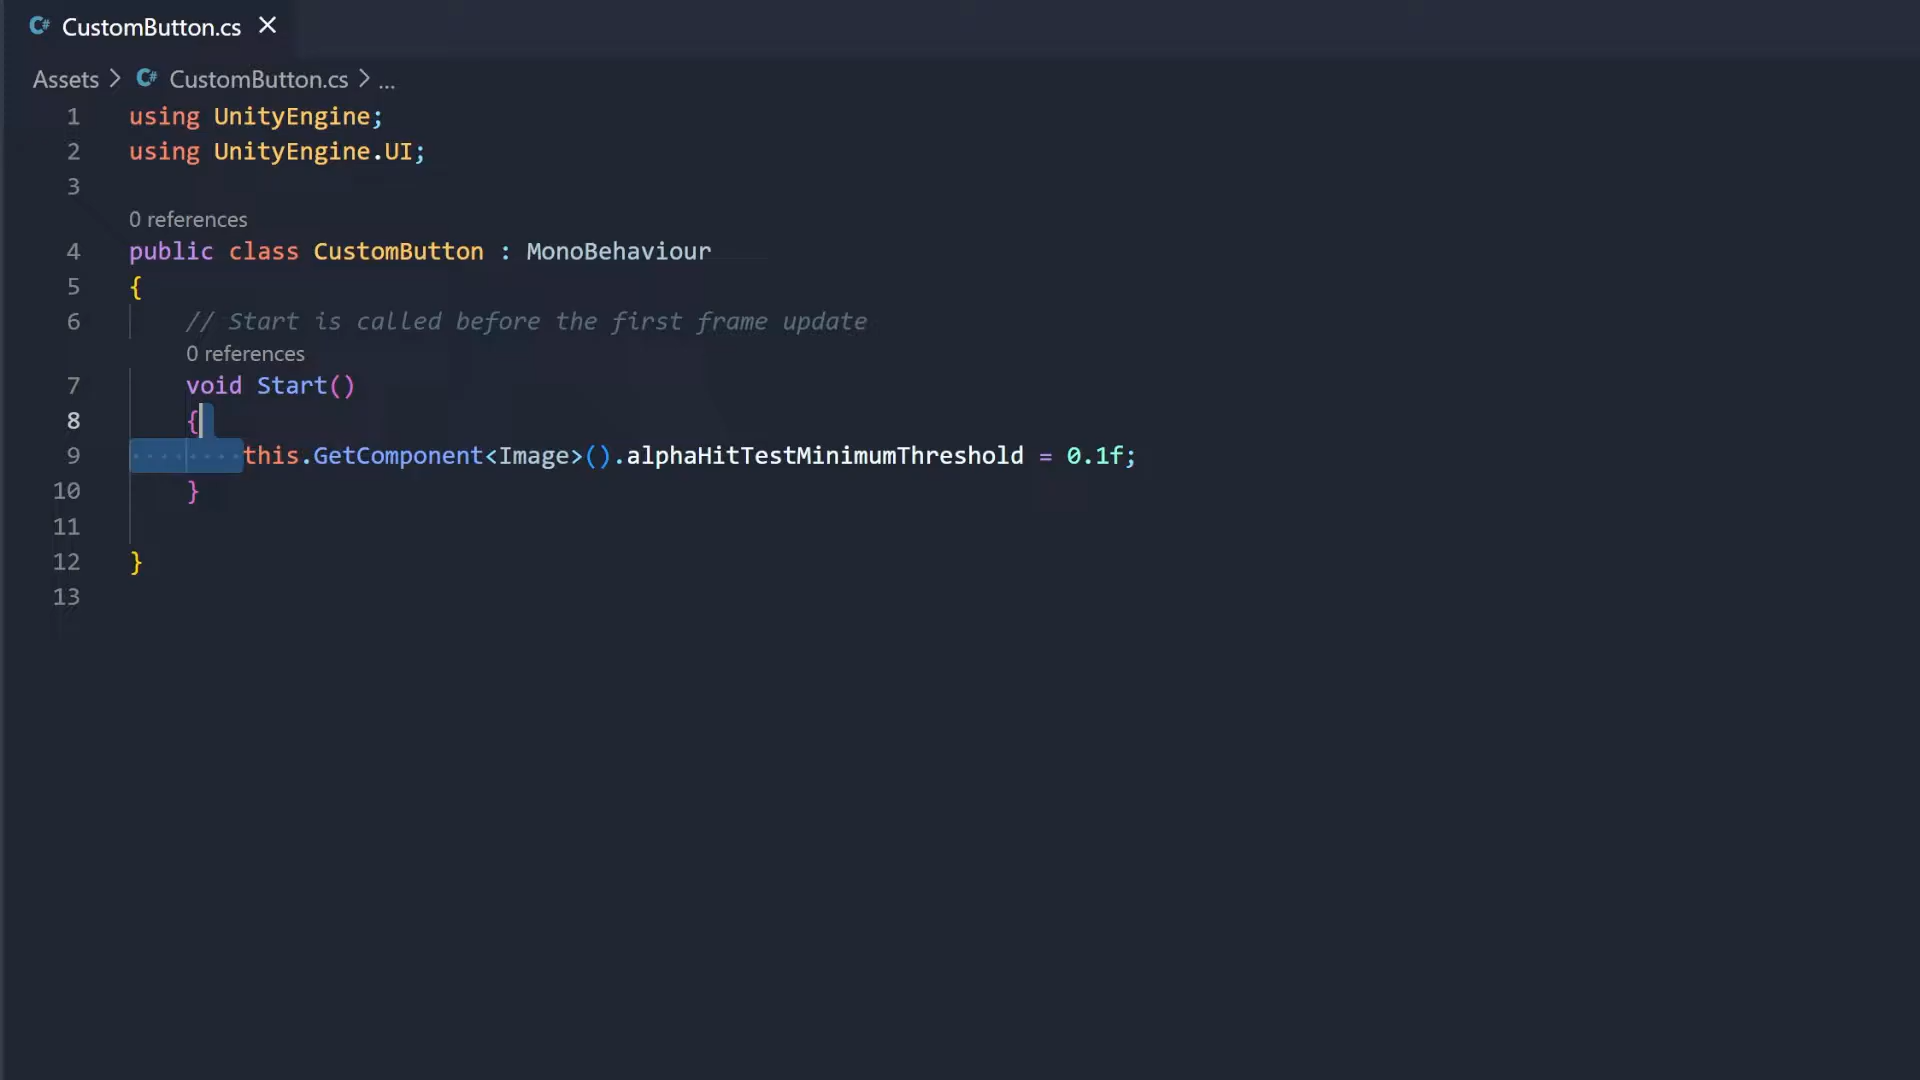 C# CustomButton.cs ×
Assets > C# CustomButton.cs > ...
1 using UnityEngine;
2 using UnityEngine.UI;
3
0 references
4 public class CustomButton : MonoBehaviour
5 {
6 // Start is called before the first frame update
0 references
7 void Start()
8 {
9 ········this.GetComponent<Image>().alphaHitTestMinimumThreshold = 0.1f;
10 }
11
12 }
13